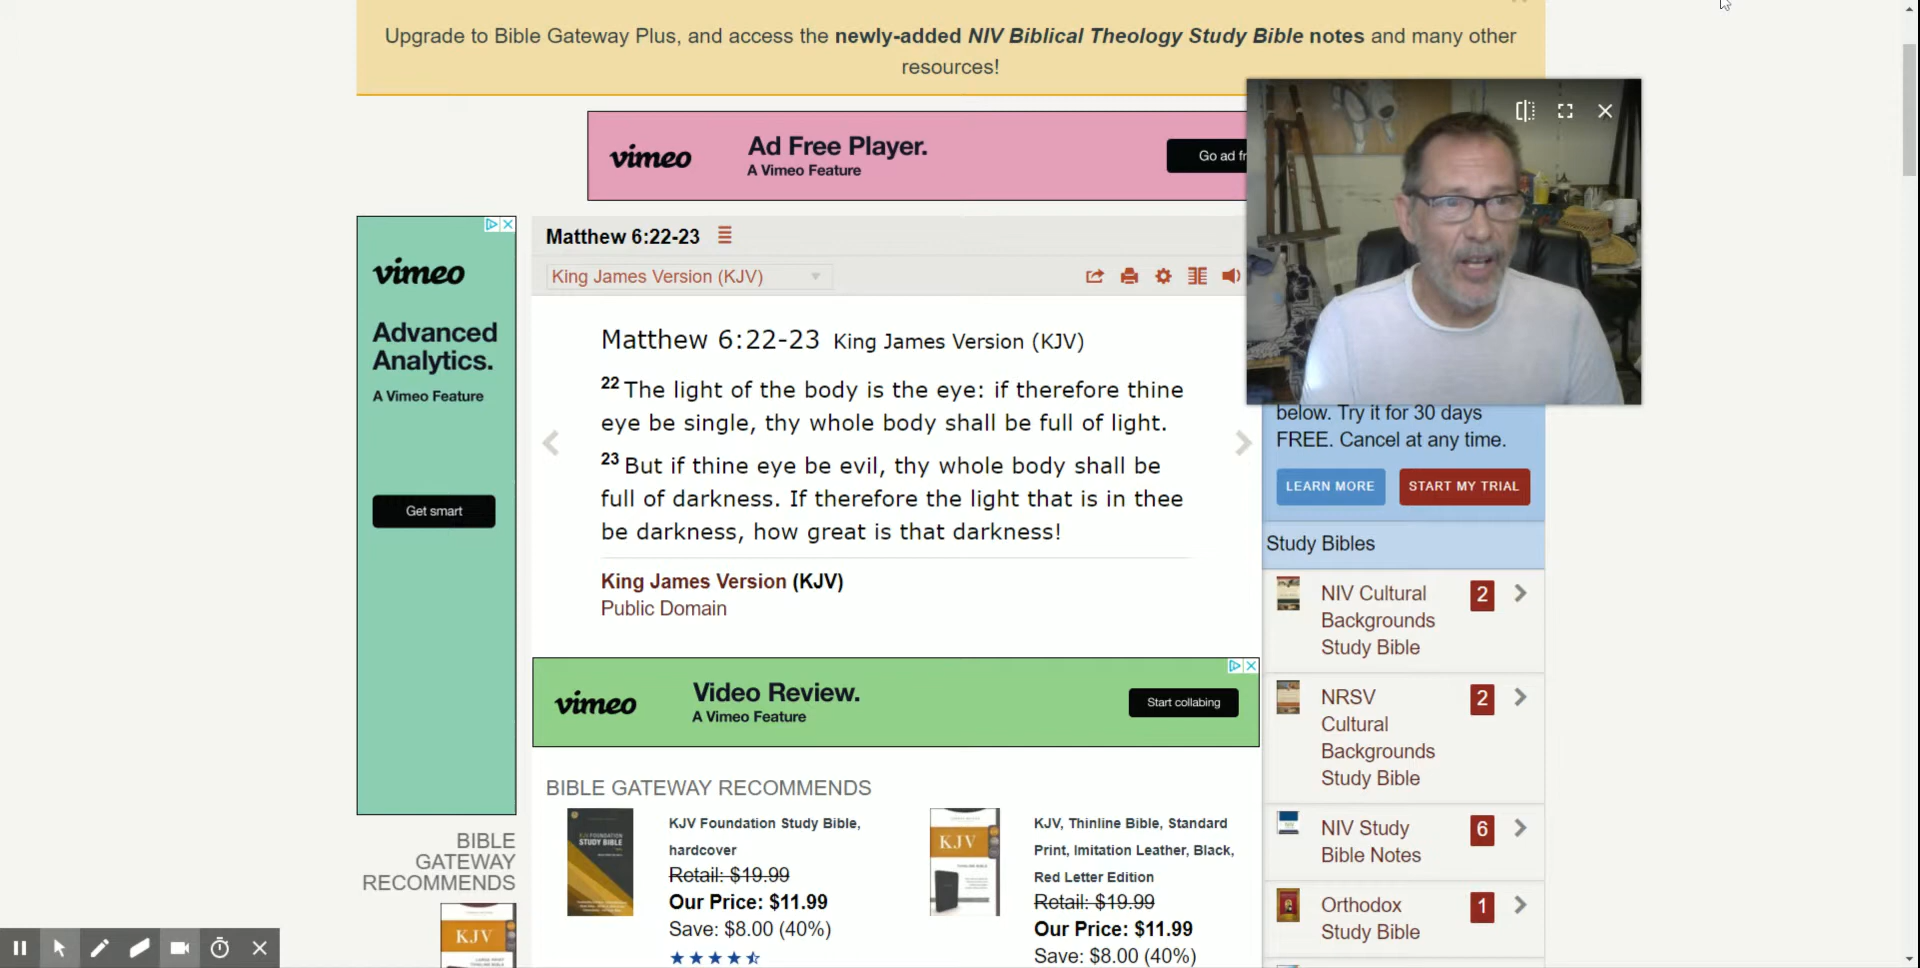 Upgrade to Bible Gateway Plus, and access the newly-added NIV Biblical Theology Study Bible notes and many other
resources!
vimeo
Ad Free Player.
A Vimeo Feature
Go ad fr
vimeo
Advanced
Analytics.
A Vimeo Feature
Get smart
Matthew 6:22-23
King James Version (KJV)
Matthew 6:22-23 King James Version (KJV)
22 The light of the body is the eye: if therefore thine
eye be single, thy whole body shall be full of light.
23 But if thine eye be evil, thy whole body shall be
full of darkness. If therefore the light that is in thee
be darkness, how great is that darkness!
King James Version (KJV)
Public Domain
vimeo
Video Review.
A Vimeo Feature
Start collabing
BIBLE GATEWAY RECOMMENDS
KJV FOUNDATION
STUDY BIBLE
KJV Foundation Study Bible,
hardcover
Retail: $19.99
Our Price: $11.99
Save: $8.00 (40%)
KJV
KJV, Thinline Bible, Standard
Print, Imitation Leather, Black,
Red Letter Edition
Retail: $19.99
Our Price: $11.99
Save: $8.00 (40%)
BIBLE
GATEWAY
RECOMMENDS
KJV
below. Try it for 30 days
FREE. Cancel at any time.
LEARN MORE
START MY TRIAL
Study Bibles
NIV Cultural
Backgrounds
Study Bible
2
NRSV
Cultural
Backgrounds
Study Bible
2
NIV Study
Bible Notes
6
Orthodox
Study Bible
1